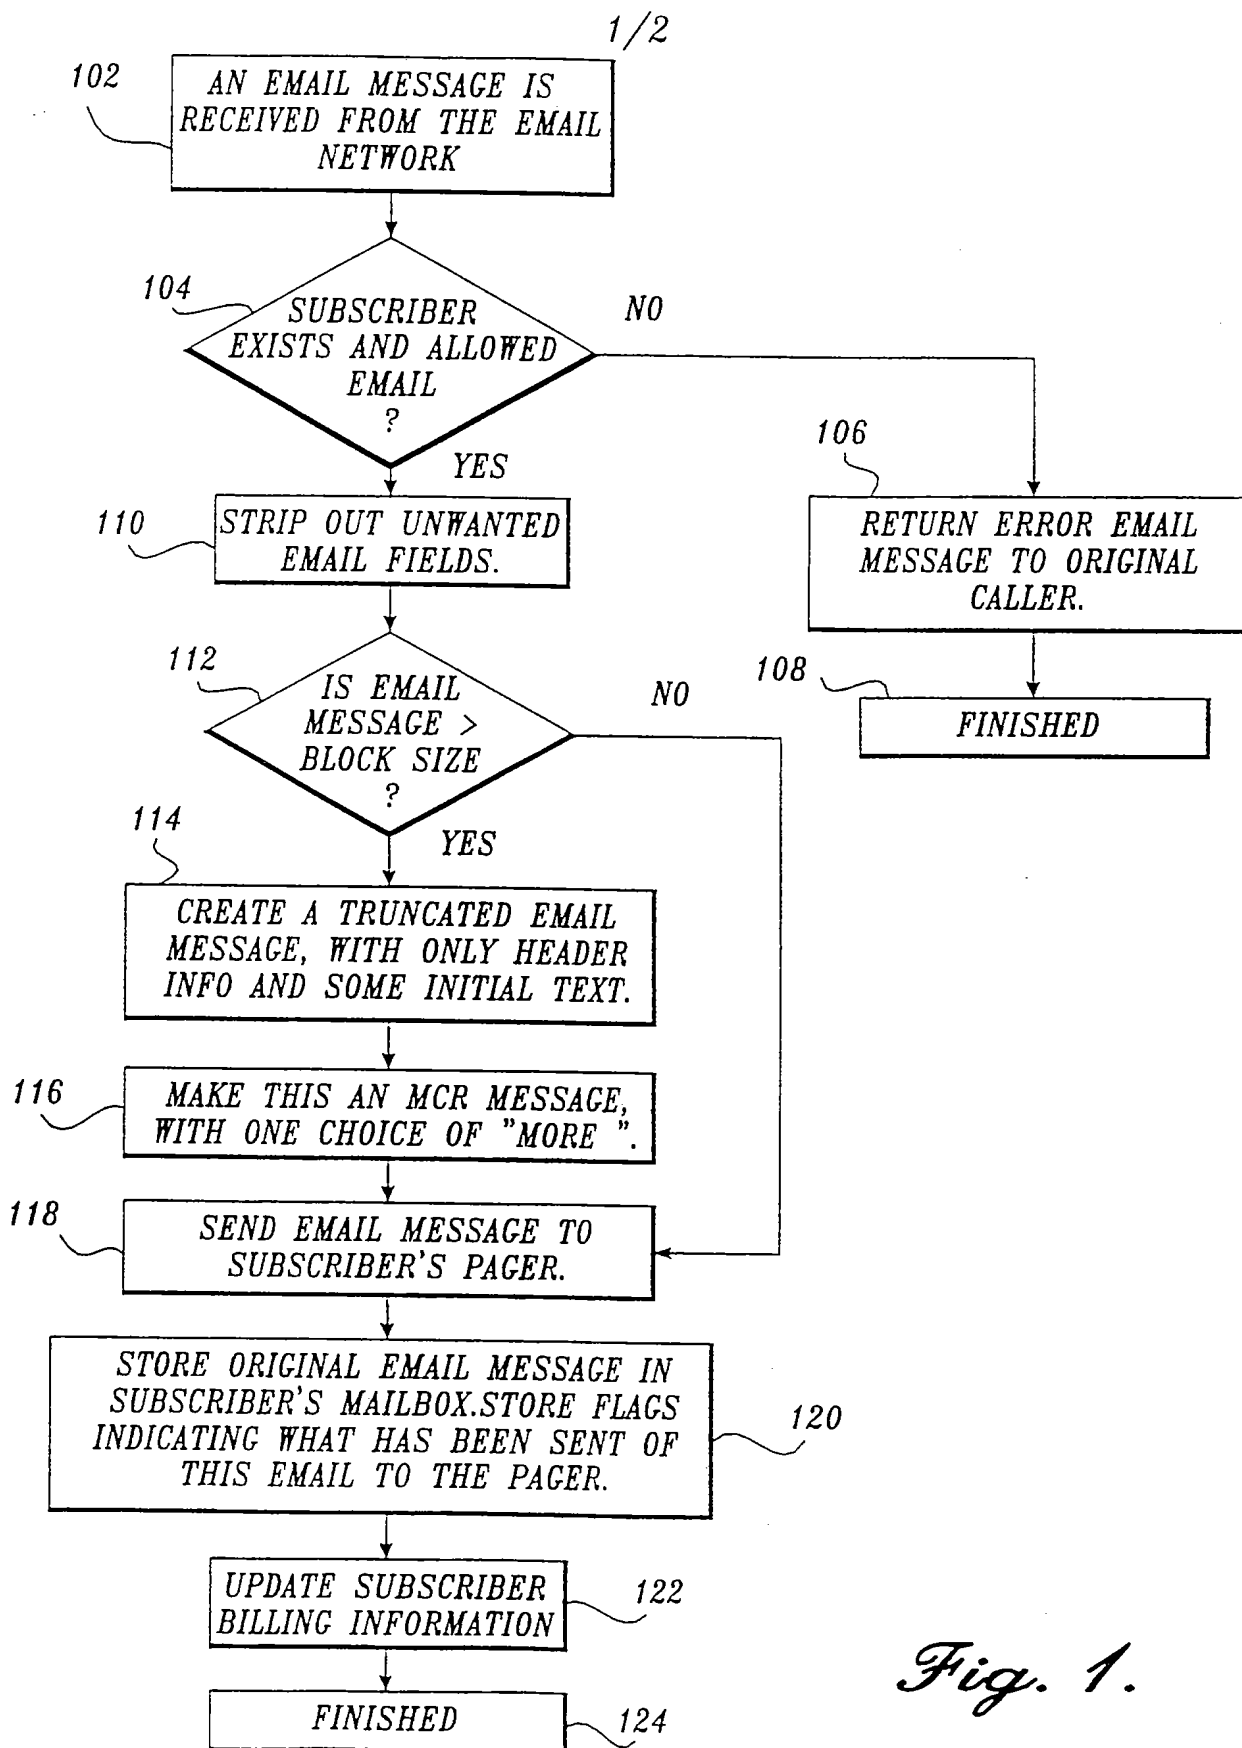 1/2
102
AN EMAIL MESSAGE IS
RECEIVED FROM THE EMAIL
NETWORK
104
SUBSCRIBER
EXISTS AND ALLOWED
EMAIL
?
NO
YES
106
RETURN ERROR EMAIL
MESSAGE TO ORIGINAL
CALLER.
108
FINISHED
110
STRIP OUT UNWANTED
EMAIL FIELDS.
112
IS EMAIL
MESSAGE >
BLOCK SIZE
?
NO
YES
114
CREATE A TRUNCATED EMAIL
MESSAGE, WITH ONLY HEADER
INFO AND SOME INITIAL TEXT.
116
MAKE THIS AN MCR MESSAGE,
WITH ONE CHOICE OF "MORE ".
118
SEND EMAIL MESSAGE TO
SUBSCRIBER'S PAGER.
STORE ORIGINAL EMAIL MESSAGE IN
SUBSCRIBER'S MAILBOX.STORE FLAGS
INDICATING WHAT HAS BEEN SENT OF
THIS EMAIL TO THE PAGER.
120
UPDATE SUBSCRIBER
BILLING INFORMATION
122
FINISHED
124
Fig. 1.